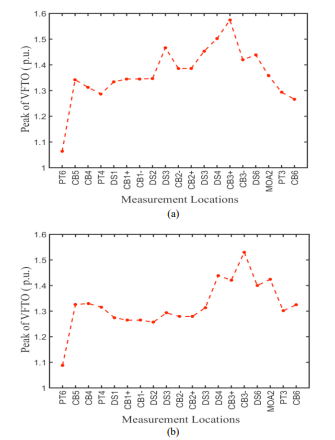 1.6
1.5
1.4
1.3
1.2
1.1
1
Peak of VFTO ( p.u.)
PT6 CB5 CB4 PT4 DS1 CB1+ CB1- DS2 DS3 CB2- CB2+ DS3 DS4 CB3+ CB3- DS6 MOA2 PT3 CB6
Measurement Locations
(a)
1.6
1.5
1.4
1.3
1.2
1.1
1
Peak of VFTO (p.u.)
PT6 CB5 CB4 PT4 DS1 CB1+ CB1- DS2 DS3 CB2- CB2+ DS3 DS4 CB3+ CB3- DS6 MOA2 PT3 CB6
Measurement Locations
(b)